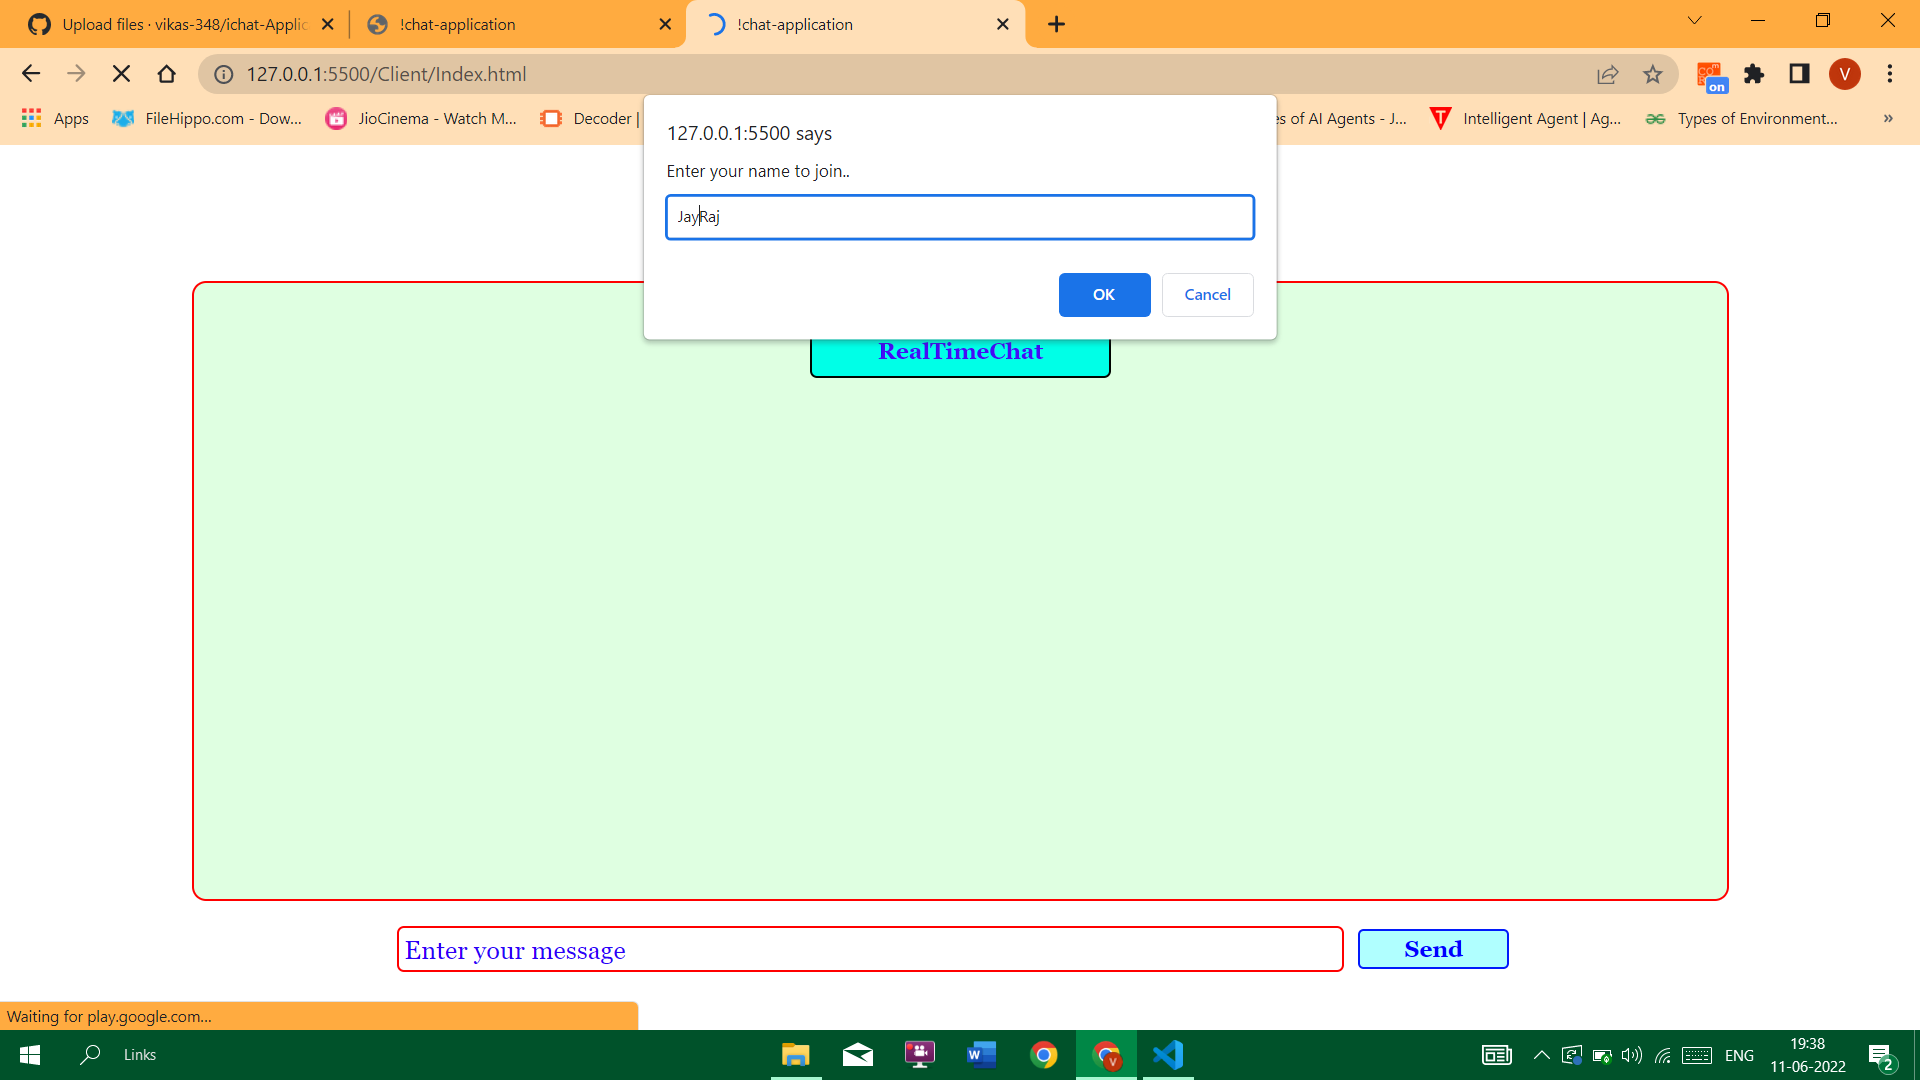 Upload files · vikas-348/ichat-Applic
!chat-application
!chat-application
127.0.0.1:5500/Client/Index.html
on
V
Apps
FileHippo.com - Dow...
JioCinema - Watch M...
Decoder |
es of AI Agents - J...
Intelligent Agent | Ag...
Types of Environment...
»
127.0.0.1:5500 says
Enter your name to join..
JayRaj
OK
Cancel
RealTimeChat
Enter your message
Send
Waiting for play.google.com...
Links
ENG
19:38
11-06-2022
2